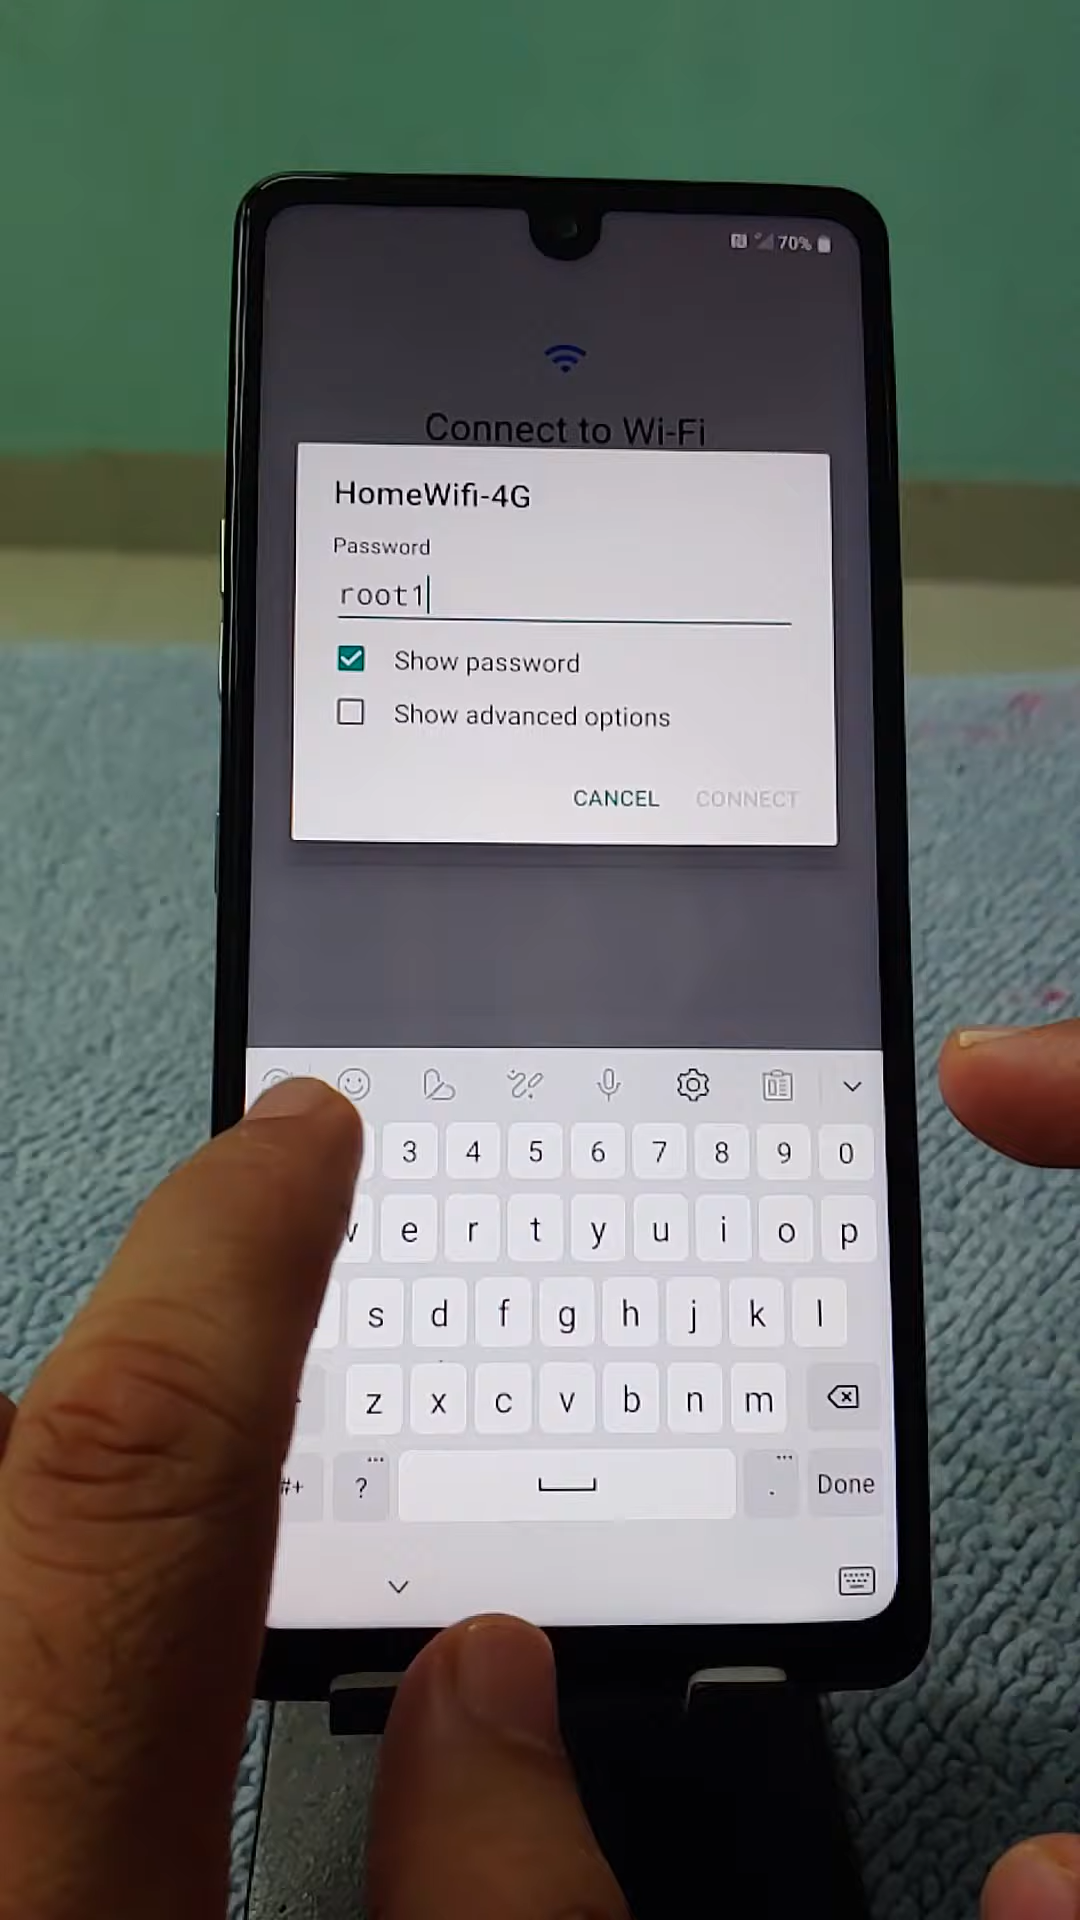 70%
Connect to Wi-Fi
HomeWifi-4G
Password
root1
Show password
Show advanced options
CANCEL CONNECT
3 4 5 6 7 8 9 0
e r t y u i o p
s d f g h j k l
z x c v b n m
#+ ? . Done